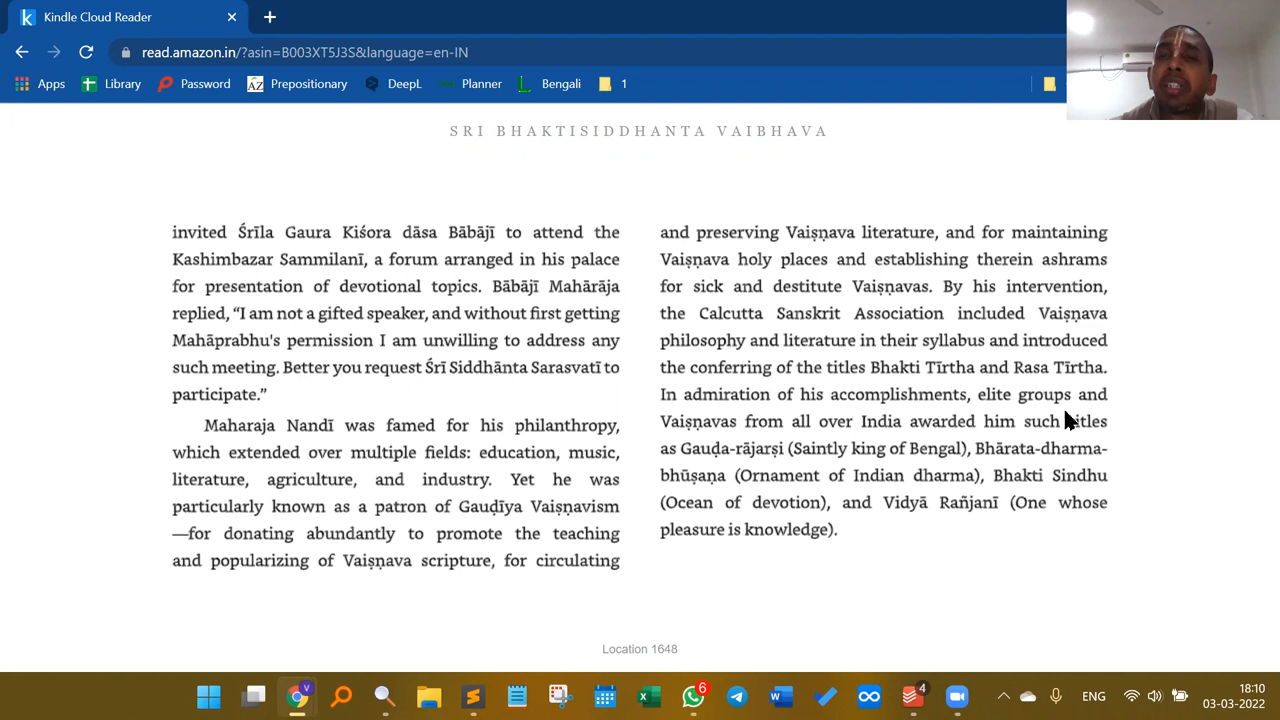 Kindle Cloud Reader
read.amazon.in/?asin=B003XT5J3S&language=en-IN
Apps Library Password AZ Prepositionary DeepL Planner Bengali 1
SRI BHAKTISIDDHANTA VAIBHAVA
invited Śrīla Gaura Kiśora dāsa Bābājī to attend the
Kashimbazar Sammilanī, a forum arranged in his palace
for presentation of devotional topics. Bābājī Mahārāja
replied, “I am not a gifted speaker, and without first getting
Mahāprabhu's permission I am unwilling to address any
such meeting. Better you request Śrī Siddhānta Sarasvatī to
participate.”
Maharaja Nandī was famed for his philanthropy,
which extended over multiple fields: education, music,
literature, agriculture, and industry. Yet he was
particularly known as a patron of Gauḍīya Vaiṣṇavism
—for donating abundantly to promote the teaching
and popularizing of Vaiṣṇava scripture, for circulating
and preserving Vaiṣṇava literature, and for maintaining
Vaiṣṇava holy places and establishing therein ashrams
for sick and destitute Vaiṣṇavas. By his intervention,
the Calcutta Sanskrit Association included Vaiṣṇava
philosophy and literature in their syllabus and introduced
the conferring of the titles Bhakti Tīrtha and Rasa Tīrtha.
In admiration of his accomplishments, elite groups and
Vaiṣṇavas from all over India awarded him such titles
as Gauḍa-rājarṣi (Saintly king of Bengal), Bhārata-dharma-
bhūṣaṇa (Ornament of Indian dharma), Bhakti Sindhu
(Ocean of devotion), and Vidyā Rañjanī (One whose
pleasure is knowledge).
Location 1648
6 4 ENG 18:10
03-03-2022